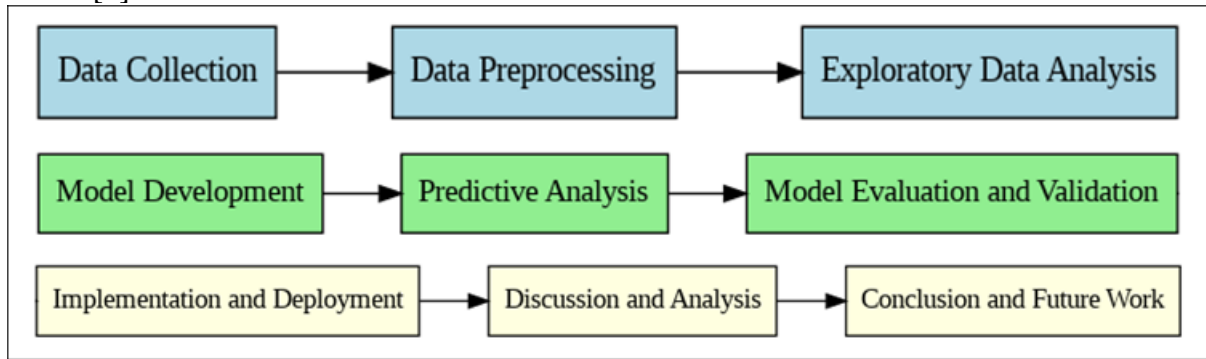 Data Collection
Data Preprocessing
Exploratory Data Analysis
Model Development
Predictive Analysis
Model Evaluation and Validation
Implementation and Deployment
Discussion and Analysis
Conclusion and Future Work